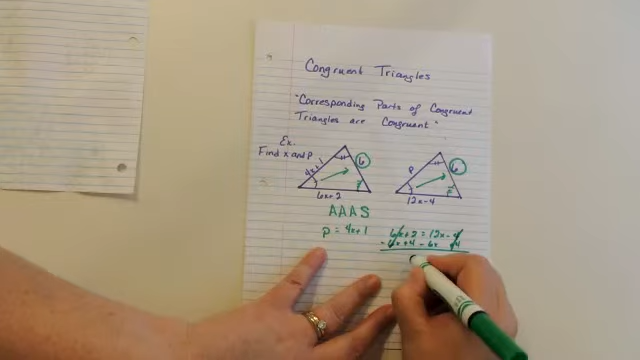 Congruent Triangles
"Corresponding Parts of Congruent
Triangles are Congruent".
Ex.
Find x and P
4x+1
6
6x+2
P
6
12x-4
AAAS
p = 4x+1
6x+2 = 12x-4
-6x+4 -6x +4